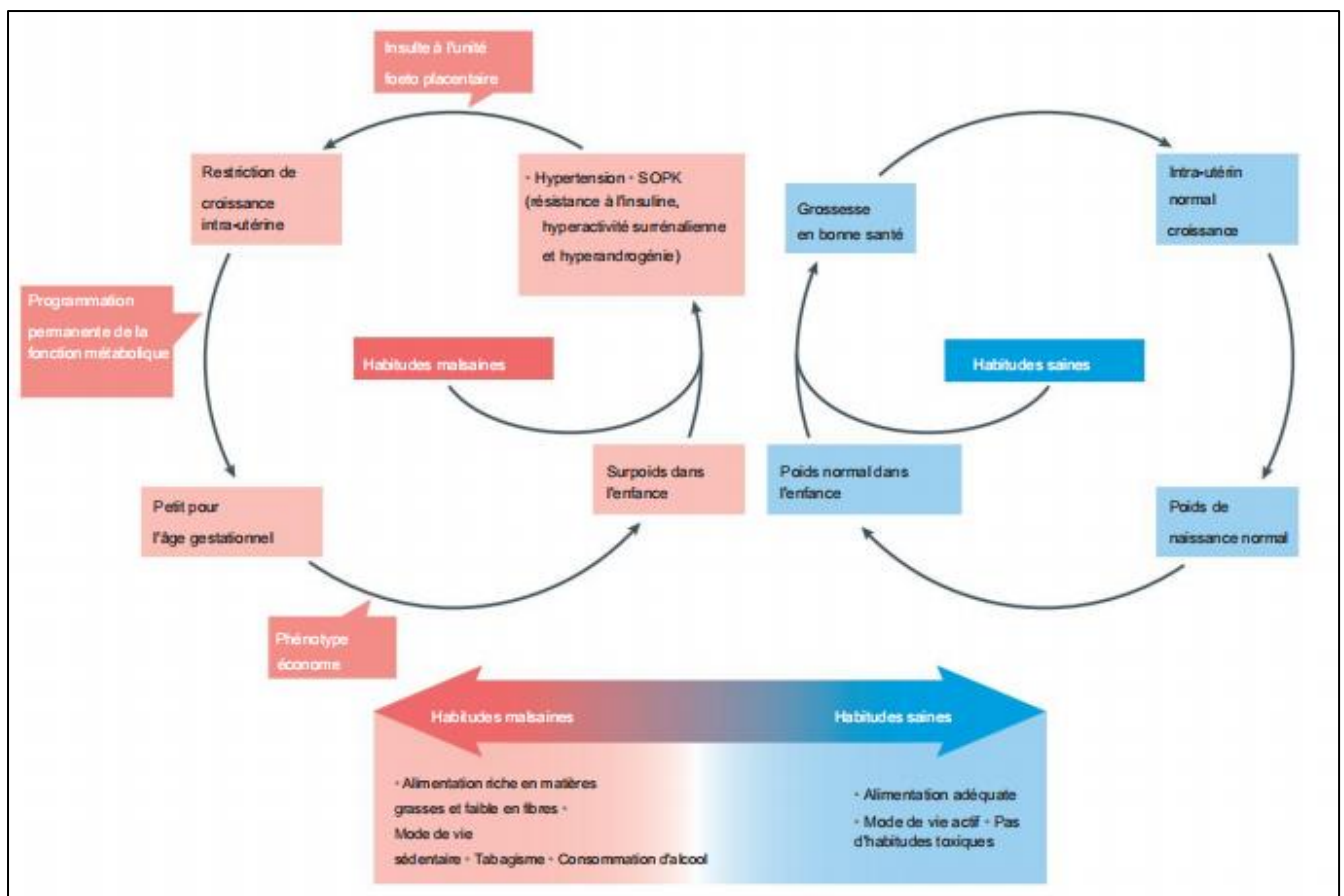 Insulte à l'unité
foeto placentaire
Restriction de
croissance
intra-utérine
• Hypertension • SOPK
(résistance à l'insuline,
hyperactivité surrénalienne
et hyperandrogénie)
Grossesse
en bonne santé
Intra-utérin
normal
croissance
Programmation
permanente de la
fonction métabolique
Habitudes malsaines
Habitudes saines
Petit pour
l'âge gestationnel
Surpoids dans
l'enfance
Poids normal dans
l'enfance
Poids de
naissance normal
Phénotype
économe
Habitudes malsaines
Habitudes saines
• Alimentation riche en matières
grasses et faible en fibres •
Mode de vie
sédentaire • Tabagisme • Consommation d'alcool
• Alimentation adéquate
• Mode de vie actif • Pas
d'habitudes toxiques